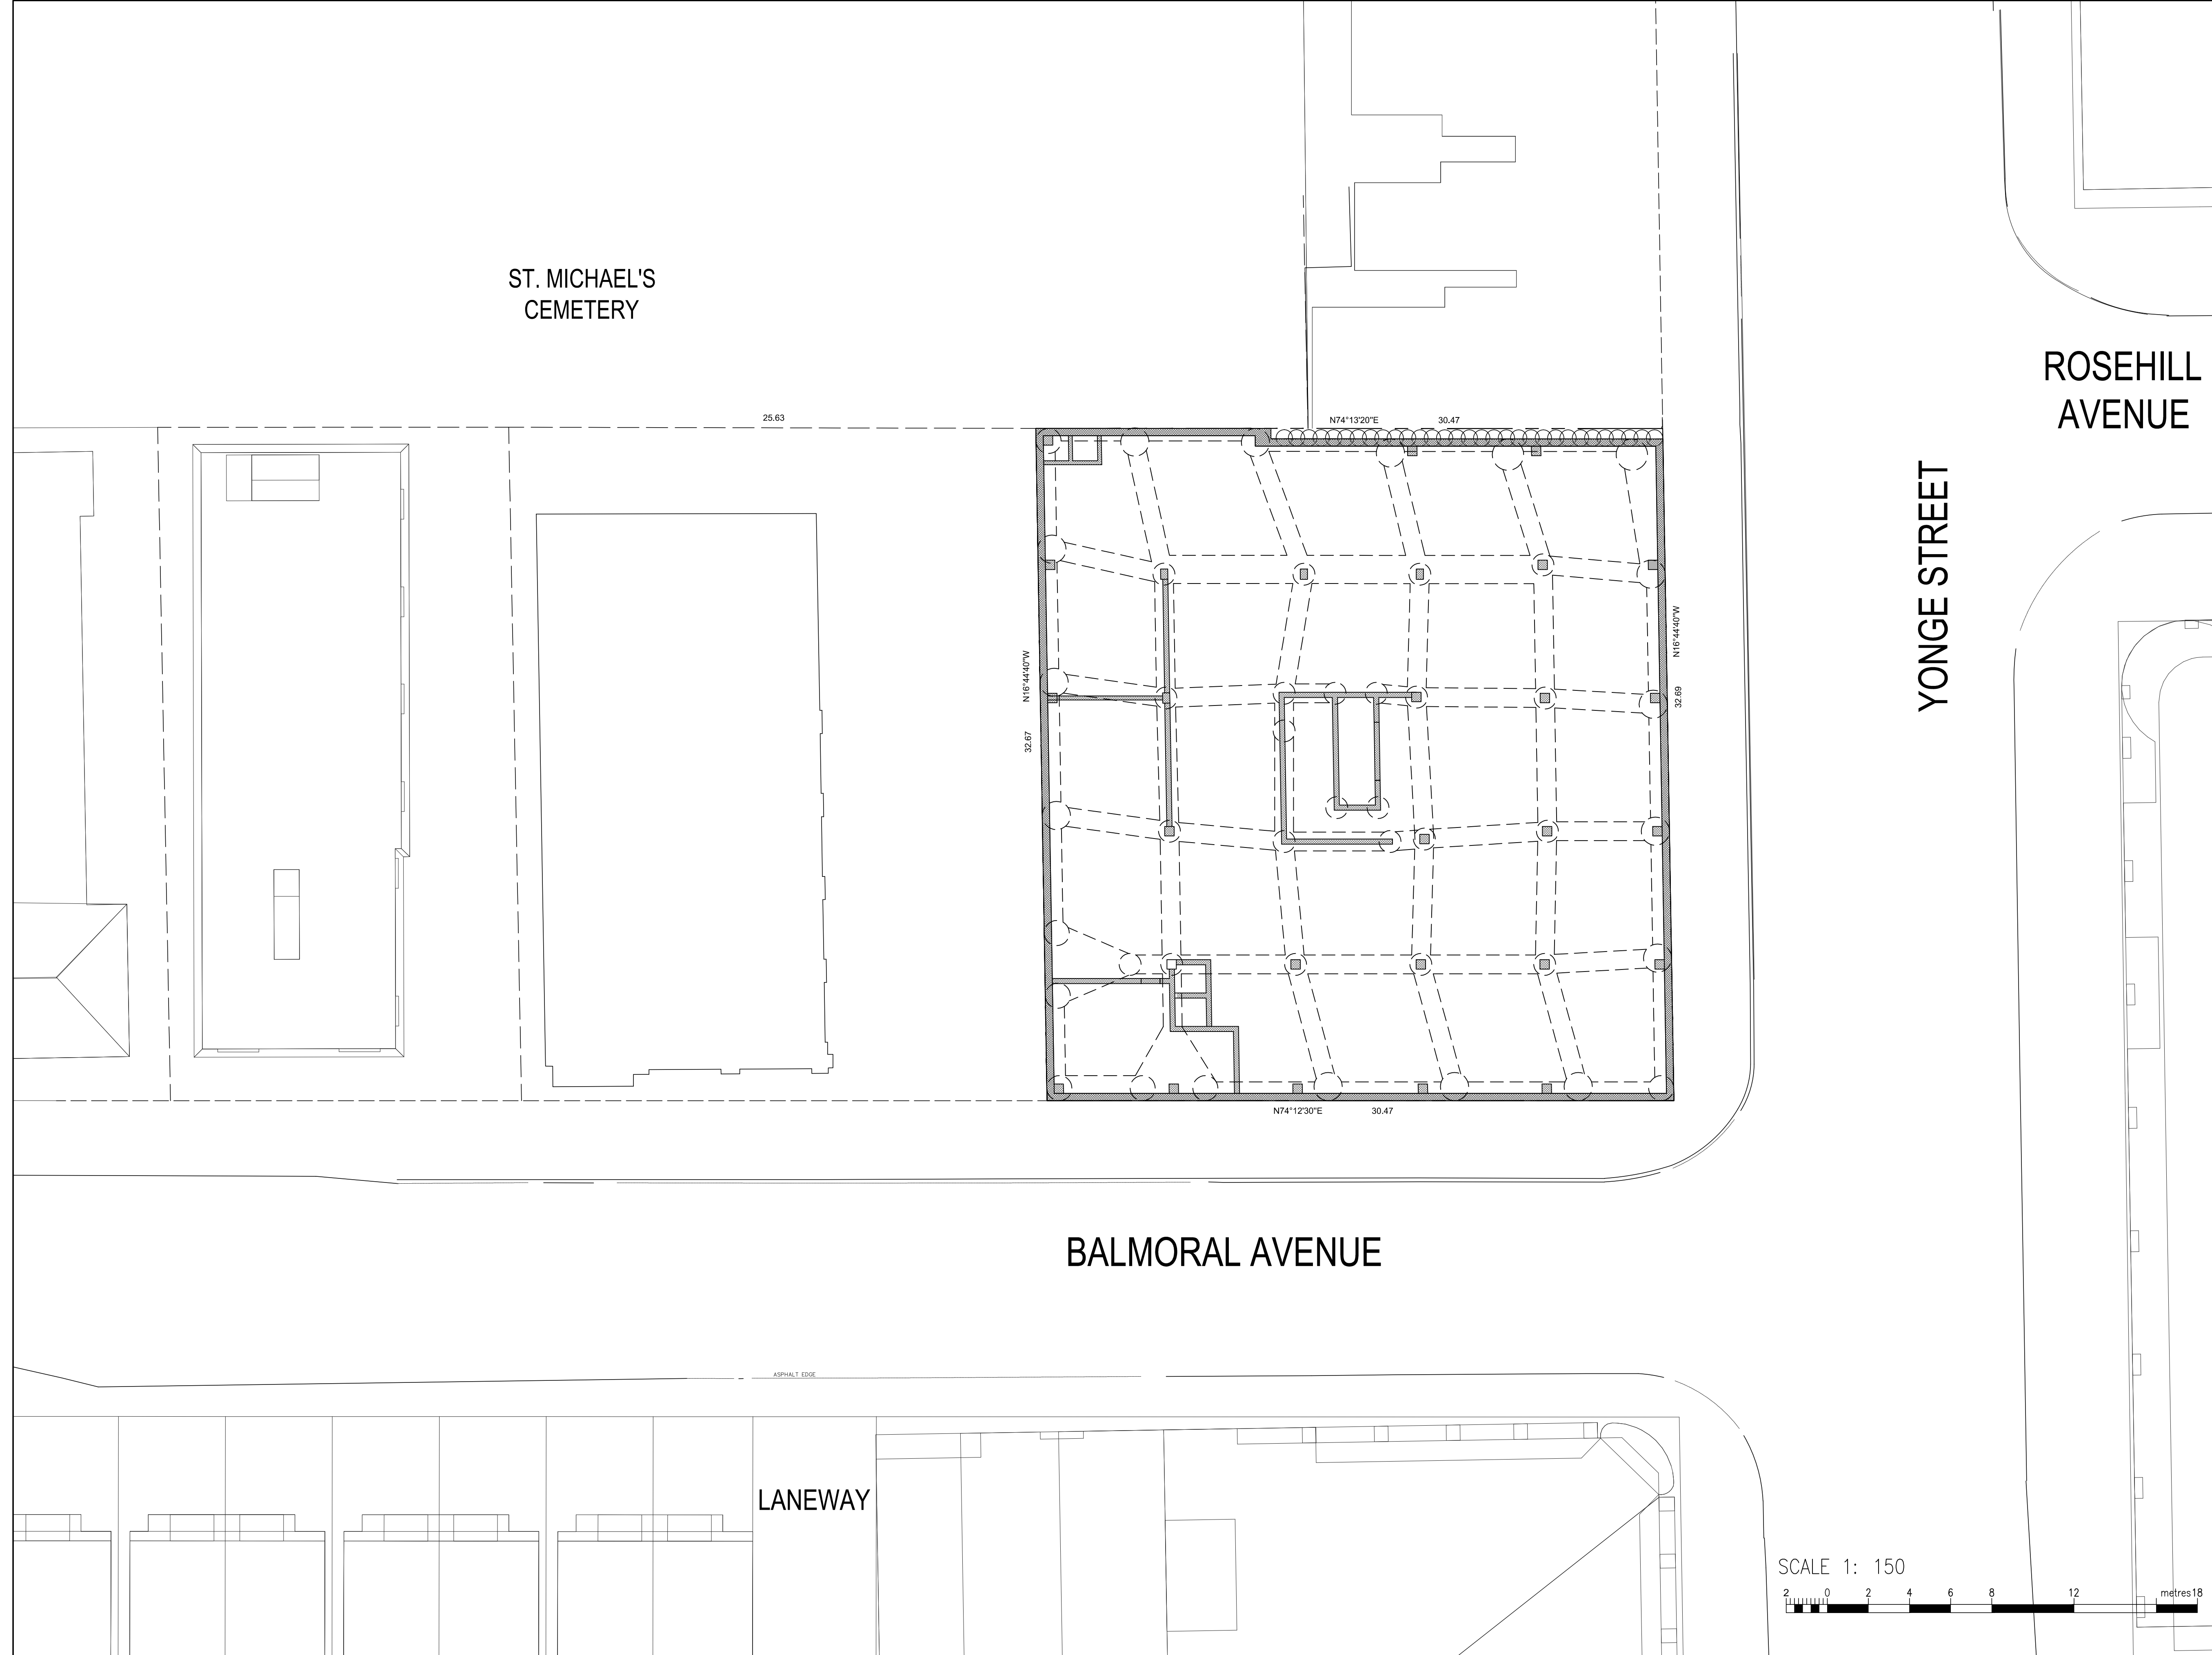 ST. MICHAEL'S
CEMETERY
ROSEHILL
AVENUE
25.63
N74°13'20"E 30.47
YONGE STREET
N16°44'40"W
32.69
N16°44'40"W
32.67
N74°12'30"E 30.47
BALMORAL AVENUE
ASPHALT EDGE
LANEWAY
SCALE 1: 150
2 0 2 4 6 8 12 metres18